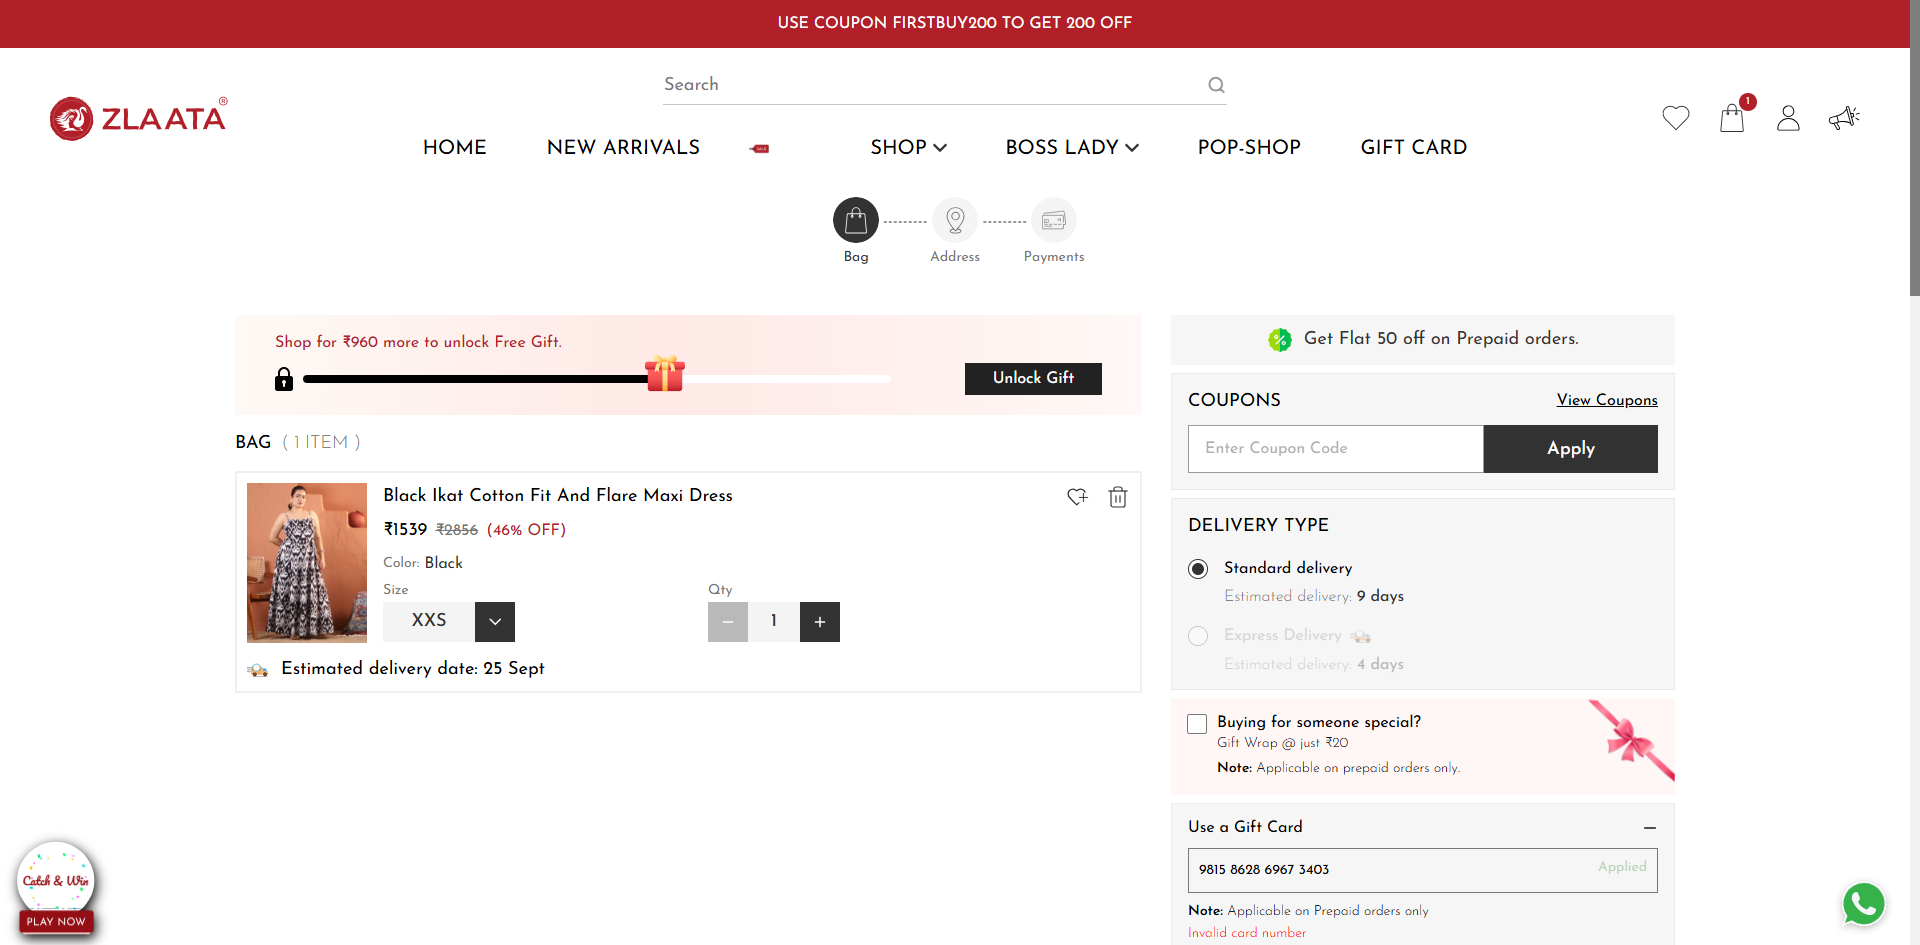 USE COUPON FIRSTBUY200 TO GET 200 OFF
Search
ZLAATA®
1
HOME
NEW ARRIVALS
SALE
SHOP
BOSS LADY
POP-SHOP
GIFT CARD
Bag
Address
Payments
Shop for ₹960 more to unlock Free Gift.
Unlock Gift
BAG ( 1 ITEM )
Black Ikat Cotton Fit And Flare Maxi Dress
₹1539 ₹2856 (46% OFF)
Color: Black
Size
Qty
XXS
1
Estimated delivery date: 25 Sept
Get Flat 50 off on Prepaid orders.
COUPONS
View Coupons
Enter Coupon Code
Apply
DELIVERY TYPE
Standard delivery
Estimated delivery: 9 days
Express Delivery
Estimated delivery: 4 days
Buying for someone special?
Gift Wrap @ just ₹20
Note: Applicable on prepaid orders only.
Use a Gift Card
9815 8628 6967 3403
Applied
Note: Applicable on Prepaid orders only
Invalid card number
Catch & Win
PLAY NOW